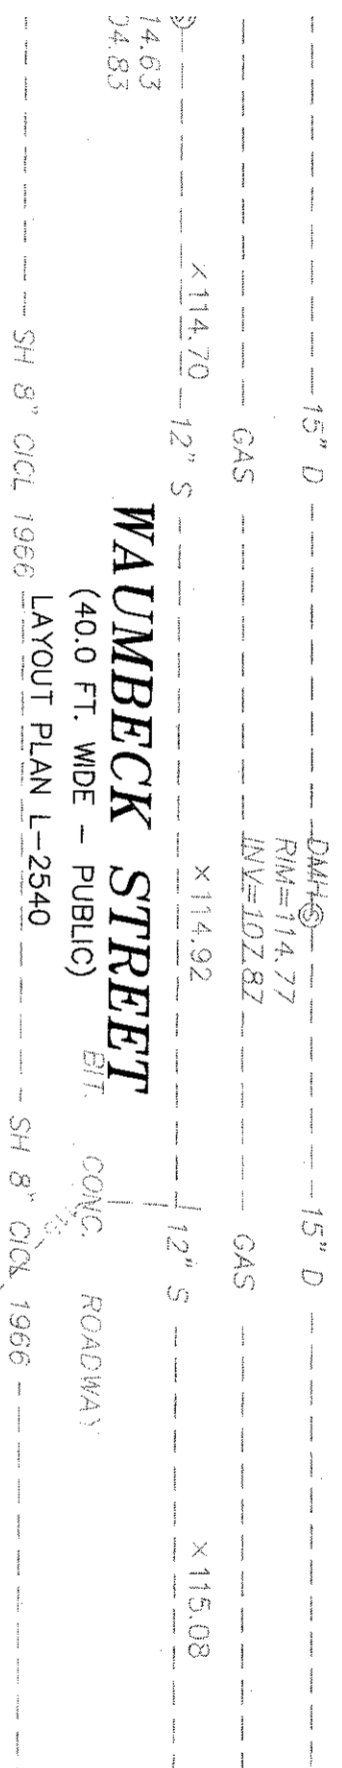 15" D
15" D
DMH Ⓢ
RIM=114.77
INV=107.87
GAS
GAS
×114.70
×114.92
×115.08
12" S
12" S
14.63
04.83
WAUMBECK STREET
(40.0 FT. WIDE – PUBLIC)
BIT. CONC. ROADWAY
LAYOUT PLAN L–2540
SH 8" CICL 1966
SH 8" CICL 1966